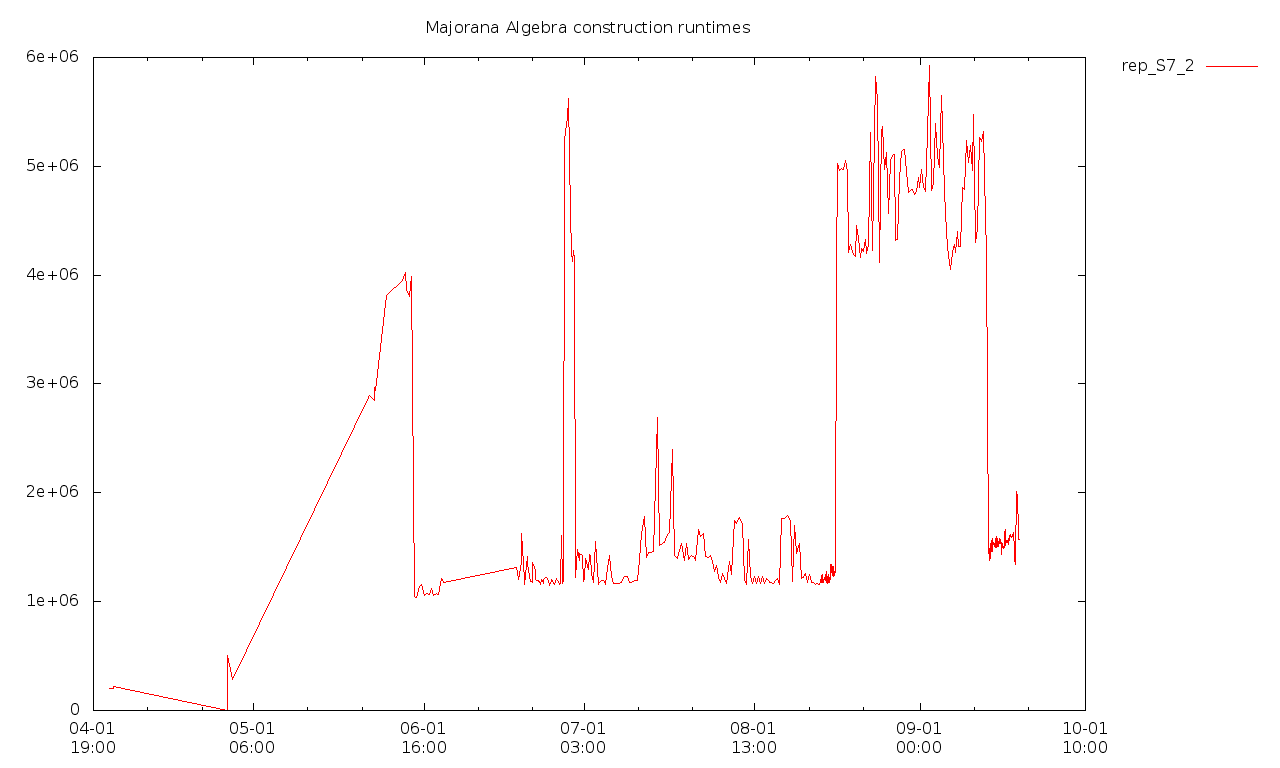 Majorana Algebra construction runtimes
rep_S7_2
6e+06
5e+06
4e+06
3e+06
2e+06
1e+06
0
04-01 05-01 06-01 07-01 08-01 09-01 10-01
19:00 06:00 16:00 03:00 13:00 00:00 10:00